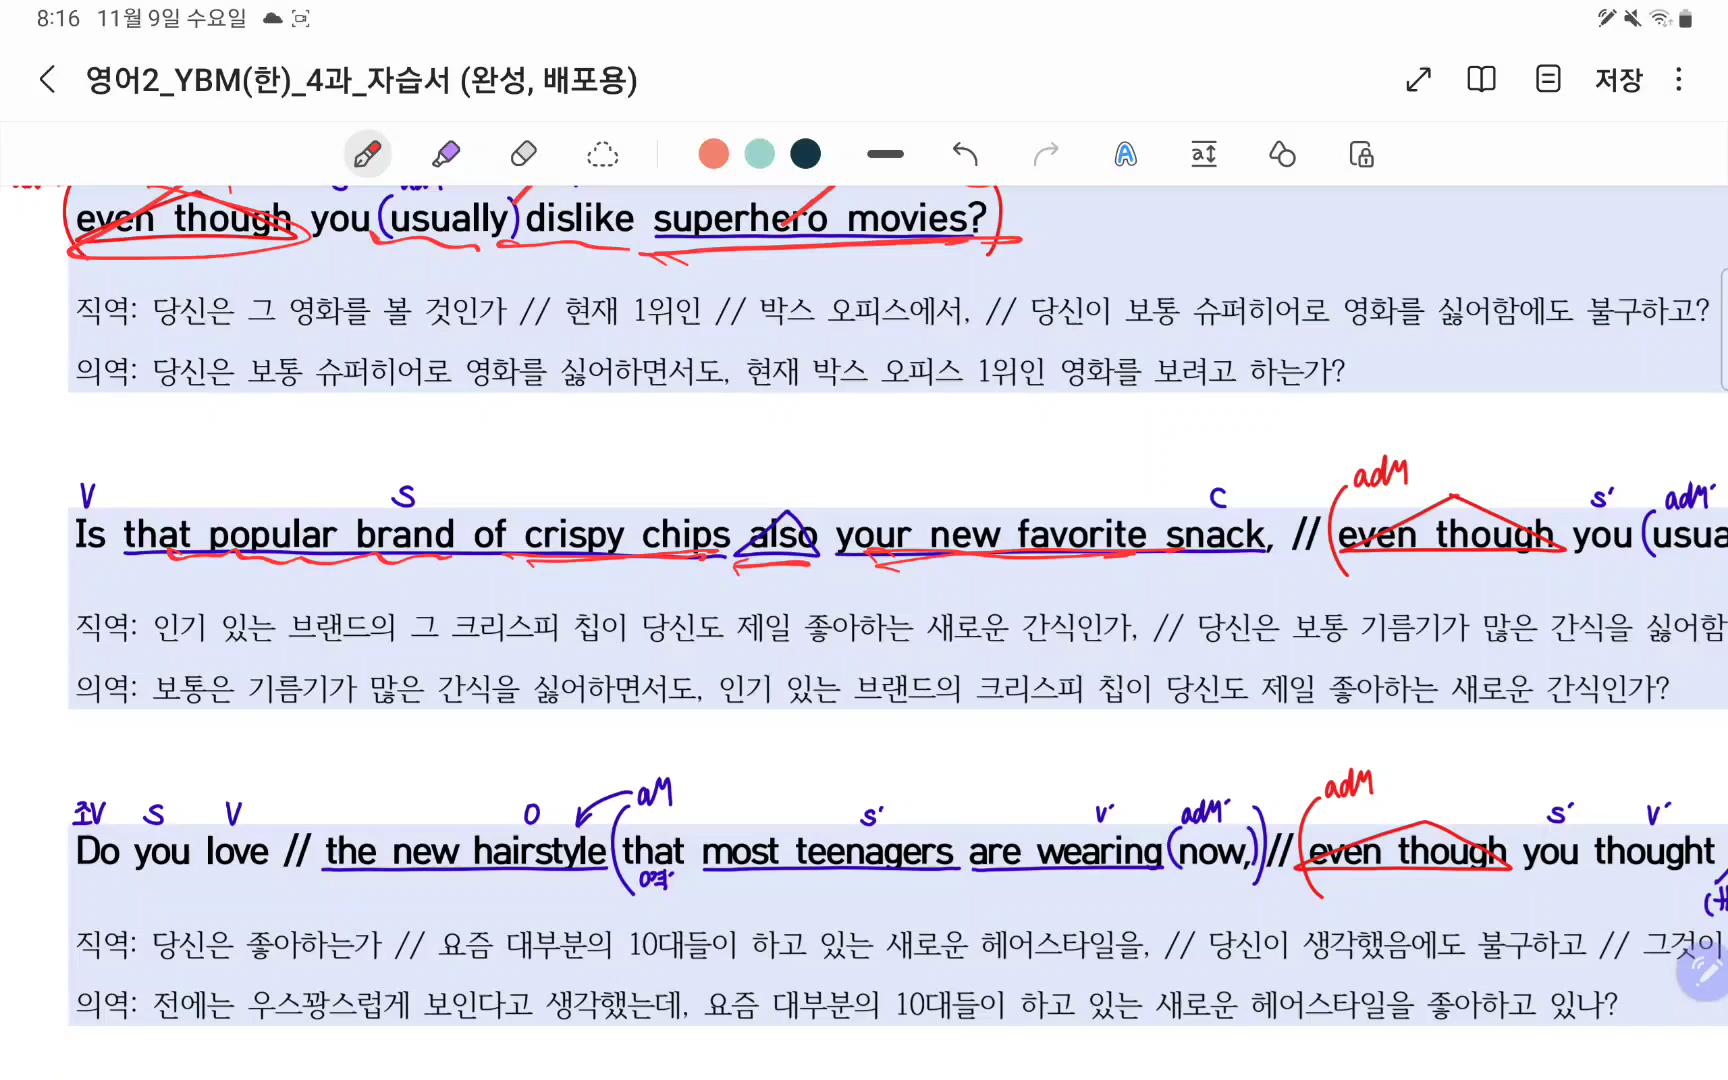 8:16 11월 9일 수요일
영어2_YBM(한)_4과_자습서 (완성, 배포용)
저장
even though you (usually) dislike superhero movies?)
직역: 당신은 그 영화를 볼 것인가 // 현재 1위인 // 박스 오피스에서, // 당신이 보통 슈퍼히어로 영화를 싫어함에도 불구하고?
의역: 당신은 보통 슈퍼히어로 영화를 싫어하면서도, 현재 박스 오피스 1위인 영화를 보려고 하는가?
V S C adM s′ adM′
Is that popular brand of crispy chips also your new favorite snack, // (even though you (usua
직역: 인기 있는 브랜드의 그 크리스피 칩이 당신도 제일 좋아하는 새로운 간식인가, // 당신은 보통 기름기가 많은 간식을 싫어함
의역: 보통은 기름기가 많은 간식을 싫어하면서도, 인기 있는 브랜드의 크리스피 칩이 당신도 제일 좋아하는 새로운 간식인가?
조V S V O aM s′ v′ adM′ adM s′ v′
Do you love // the new hairstyle (that most teenagers are wearing (now,)) // (even though you thought
O역′
직역: 당신은 좋아하는가 // 요즘 대부분의 10대들이 하고 있는 새로운 헤어스타일을, // 당신이 생각했음에도 불구하고 // 그것이
의역: 전에는 우스꽝스럽게 보인다고 생각했는데, 요즘 대부분의 10대들이 하고 있는 새로운 헤어스타일을 좋아하고 있나?